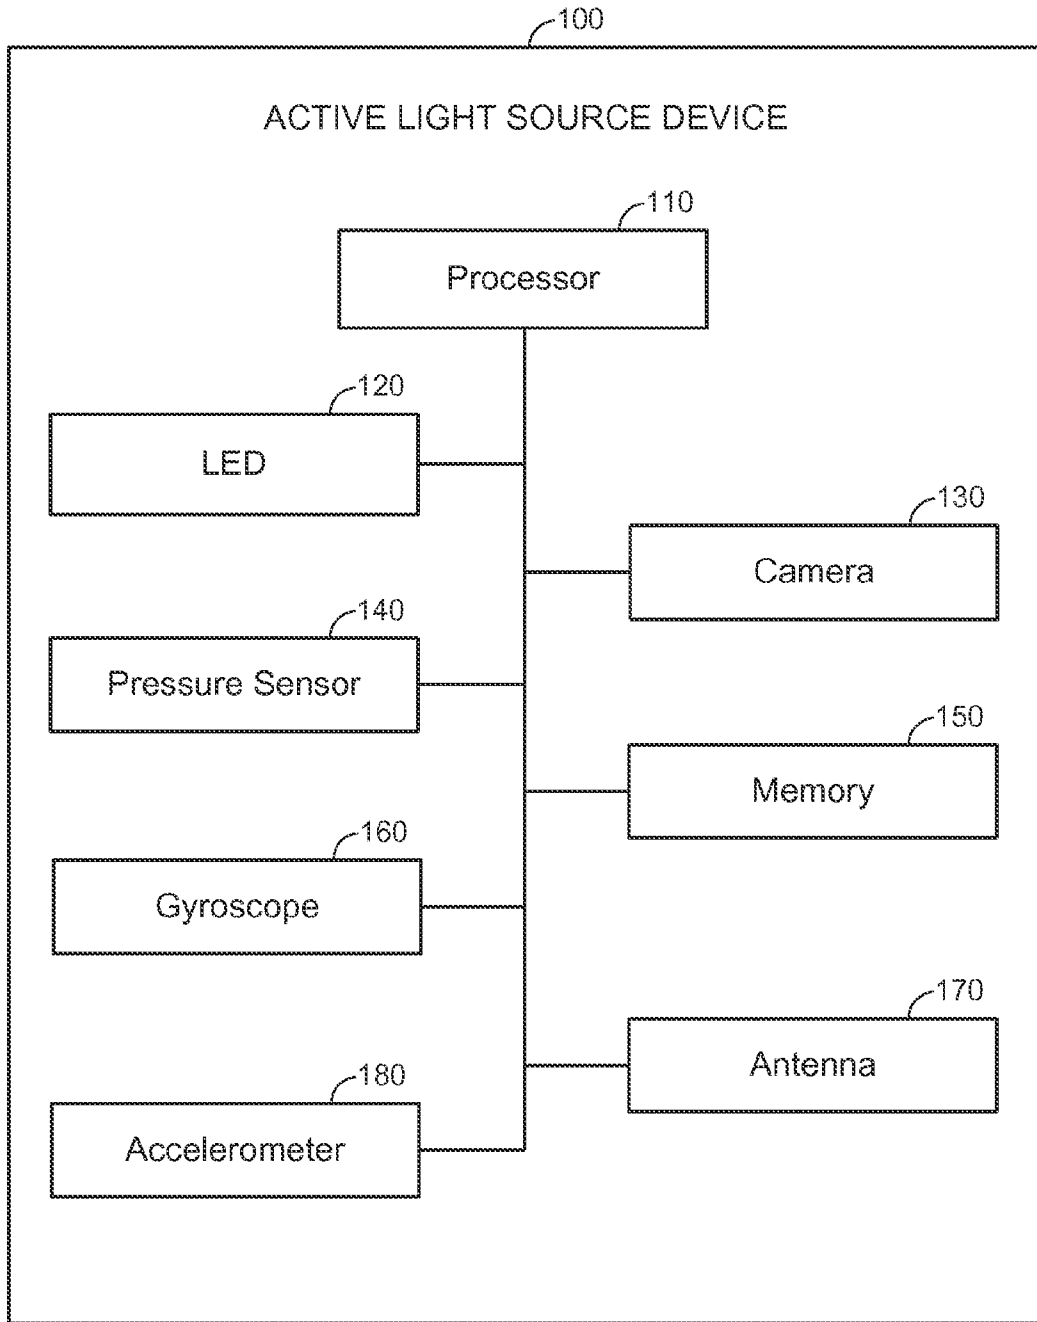 100
ACTIVE LIGHT SOURCE DEVICE
110
Processor
120
LED
130
Camera
140
Pressure Sensor
150
Memory
160
Gyroscope
170
Antenna
180
Accelerometer